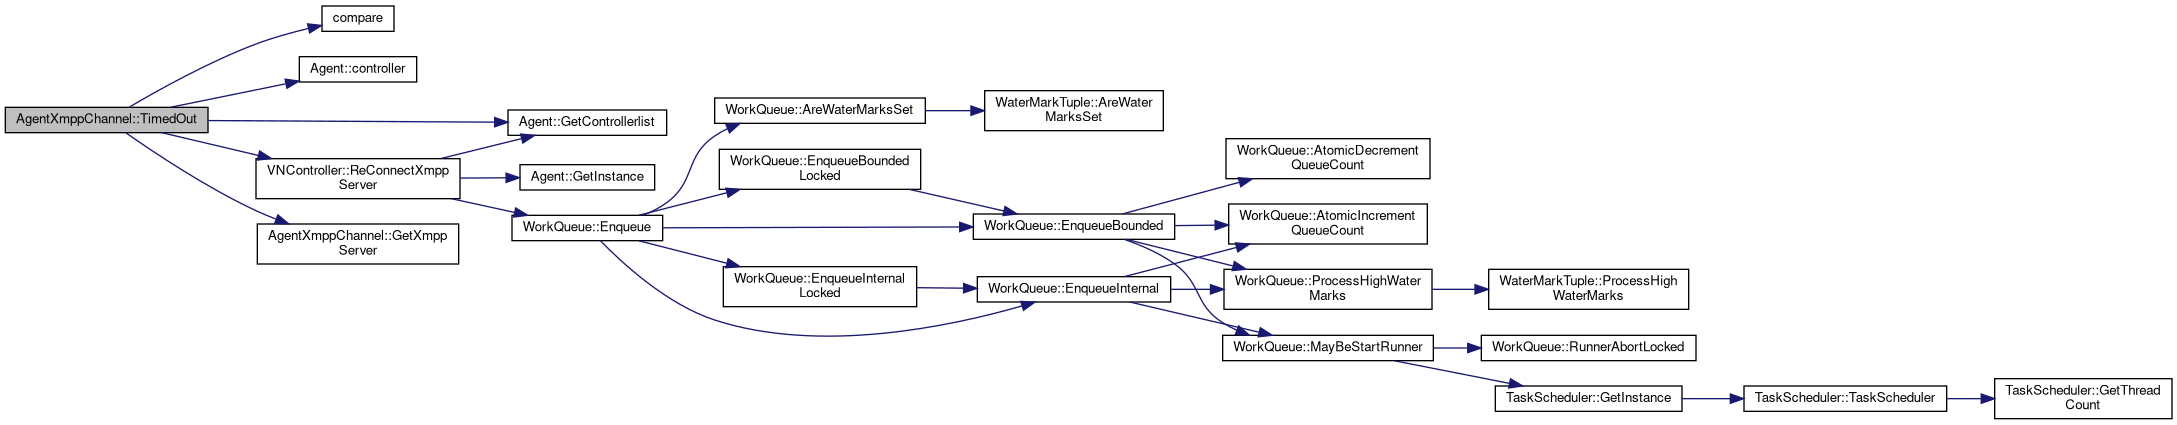 compare
Agent::controller
AgentXmppChannel::TimedOut
Agent::GetControllerlist
VNController::ReConnectXmpp
Server
Agent::GetInstance
AgentXmppChannel::GetXmpp
Server
WorkQueue::Enqueue
WorkQueue::AreWaterMarksSet
WaterMarkTuple::AreWater
MarksSet
WorkQueue::EnqueueBounded
Locked
WorkQueue::EnqueueBounded
WorkQueue::EnqueueInternal
Locked
WorkQueue::EnqueueInternal
WorkQueue::AtomicDecrement
QueueCount
WorkQueue::AtomicIncrement
QueueCount
WorkQueue::ProcessHighWater
Marks
WaterMarkTuple::ProcessHigh
WaterMarks
WorkQueue::MayBeStartRunner
WorkQueue::RunnerAbortLocked
TaskScheduler::GetInstance
TaskScheduler::TaskScheduler
TaskScheduler::GetThread
Count